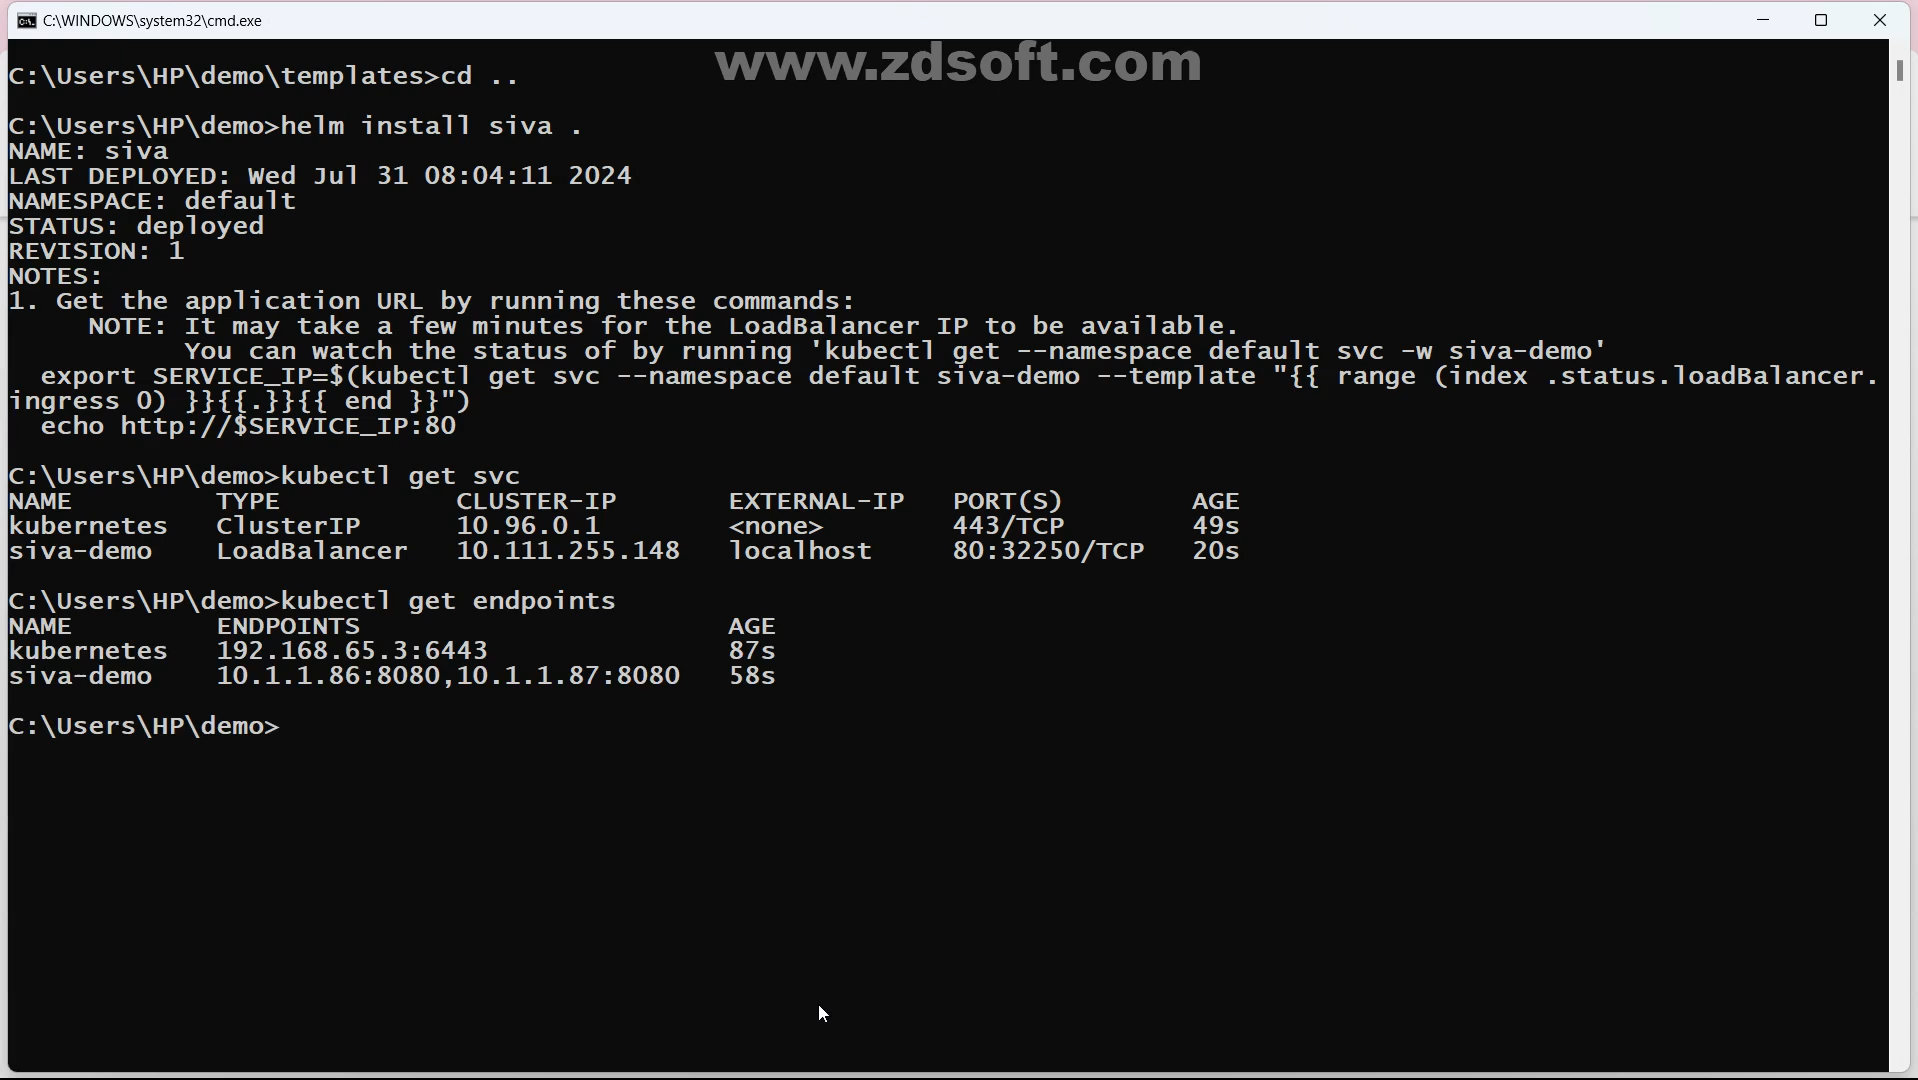 C:\WINDOWS\system32\cmd.exe
www.zdsoft.com
C:\Users\HP\demo\templates>cd ..
C:\Users\HP\demo>helm install siva .
NAME: siva
LAST DEPLOYED: Wed Jul 31 08:04:11 2024
NAMESPACE: default
STATUS: deployed
REVISION: 1
NOTES:
1. Get the application URL by running these commands:
     NOTE: It may take a few minutes for the LoadBalancer IP to be available.
           You can watch the status of by running 'kubectl get --namespace default svc -w siva-demo'
  export SERVICE_IP=$(kubectl get svc --namespace default siva-demo --template "{{ range (index .status.loadBalancer.
ingress 0) }}{{.}}{{ end }}")
  echo http://$SERVICE_IP:80
C:\Users\HP\demo>kubectl get svc
NAME         TYPE           CLUSTER-IP       EXTERNAL-IP   PORT(S)        AGE
kubernetes   ClusterIP      10.96.0.1        <none>        443/TCP        49s
siva-demo    LoadBalancer   10.111.255.148   localhost     80:32250/TCP   20s
C:\Users\HP\demo>kubectl get endpoints
NAME         ENDPOINTS                       AGE
kubernetes   192.168.65.3:6443               87s
siva-demo    10.1.1.86:8080,10.1.1.87:8080   58s
C:\Users\HP\demo>